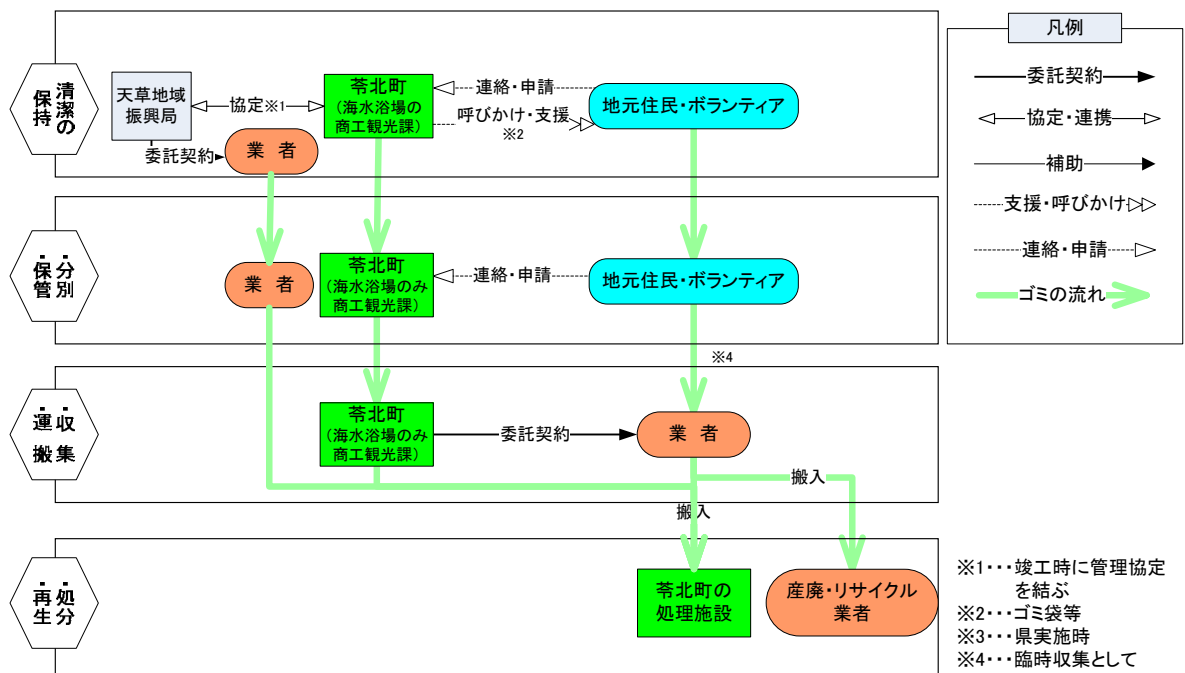 清潔の
保持
天草地域
振興局
協定※1
苓北町
(海水浴場の
商工観光課)
連絡・申請
呼びかけ・支援
※2
地元住民・ボランティア
委託契約
業 者
・分別
・保管
業 者
苓北町
(海水浴場のみ
商工観光課)
連絡・申請
地元住民・ボランティア
※4
・収集
・運搬
苓北町
(海水浴場のみ
商工観光課)
委託契約
業 者
搬入
搬入
・処分
・再生
苓北町の
処理施設
産廃・リサイクル
業者
凡例
委託契約
協定・連携
補助
支援・呼びかけ
連絡・申請
ゴミの流れ
※1・・・竣工時に管理協定
を結ぶ
※2・・・ゴミ袋等
※3・・・県実施時
※4・・・臨時収集として